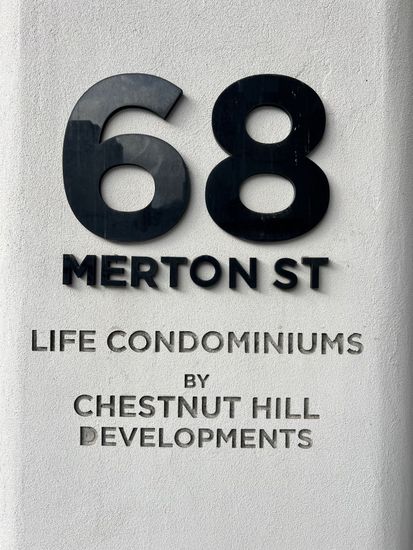 68
MERTON ST
LIFE CONDOMINIUMS
BY
CHESTNUT HILL
DEVELOPMENTS